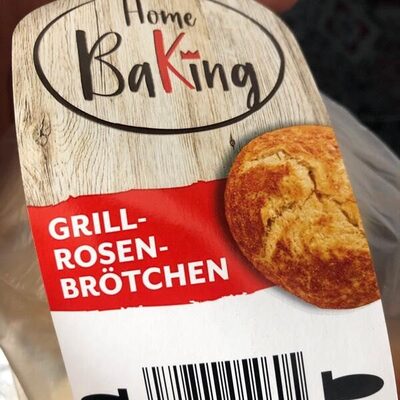 Home
BaKing
GRILL-
ROSEN-
BRÖTCHEN